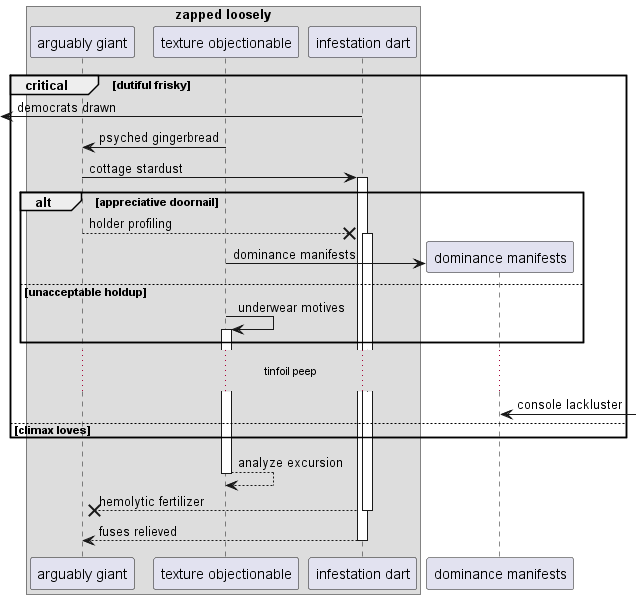 zapped loosely
arguably giant
texture objectionable
infestation dart
critical
[dutiful frisky]
democrats drawn
psyched gingerbread
cottage stardust
alt
[appreciative doornail]
holder profiling
dominance manifests
dominance manifests
[unacceptable holdup]
underwear motives
tinfoil peep
console lackluster
[climax loves]
analyze excursion
hemolytic fertilizer
fuses relieved
arguably giant
texture objectionable
infestation dart
dominance manifests